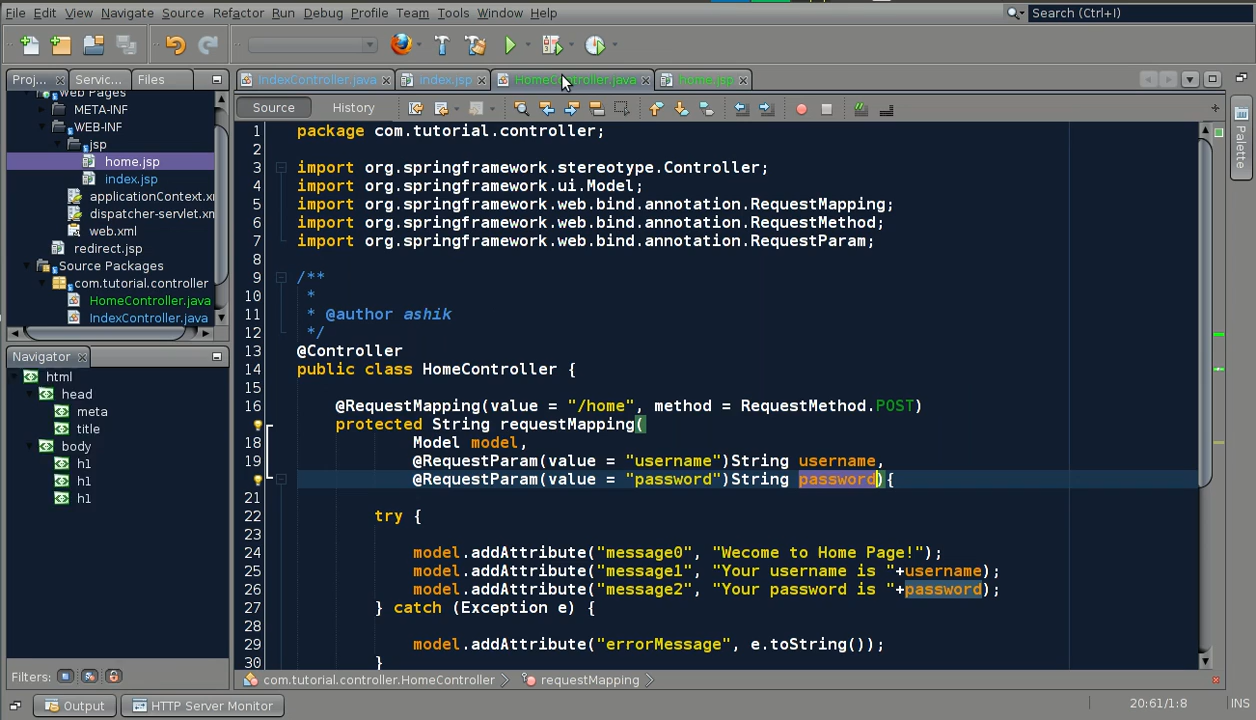 File Edit View Navigate Source Refactor Run Debug Profile Team Tools Window Help
Search (Ctrl+I)
Proj... Servic... Files
IndexController.java index.jsp HomeController.java home.jsp
Source History
Web Pages
META-INF
WEB-INF
jsp
home.jsp
index.jsp
applicationContext.x
dispatcher-servlet.xm
web.xml
redirect.jsp
Source Packages
com.tutorial.controller
HomeController.java
IndexController.java
Navigator
html
head
meta
title
body
h1
h1
h1
Filters:
1 package com.tutorial.controller;
2
3 import org.springframework.stereotype.Controller;
4 import org.springframework.ui.Model;
5 import org.springframework.web.bind.annotation.RequestMapping;
6 import org.springframework.web.bind.annotation.RequestMethod;
7 import org.springframework.web.bind.annotation.RequestParam;
8
9 /**
10 *
11 * @author ashik
12 */
13 @Controller
14 public class HomeController {
15
16 @RequestMapping(value = "/home", method = RequestMethod.POST)
protected String requestMapping(
18 Model model,
19 @RequestParam(value = "username")String username,
@RequestParam(value = "password")String password){
21
22 try {
23
24 model.addAttribute("message0", "Wecome to Home Page!");
25 model.addAttribute("message1", "Your username is "+username);
26 model.addAttribute("message2", "Your password is "+password);
27 } catch (Exception e) {
28
29 model.addAttribute("errorMessage", e.toString());
30 }
com.tutorial.controller.HomeController requestMapping
Palette
Output HTTP Server Monitor
20:61/1:8 INS